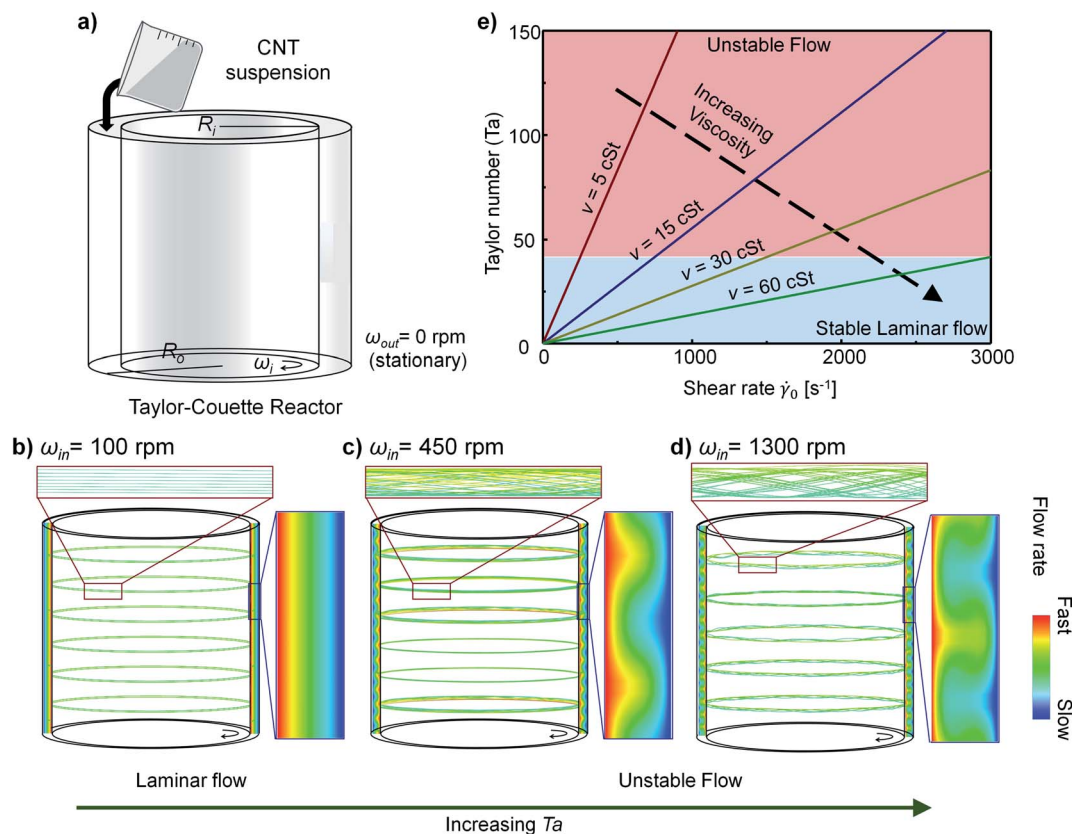 a)
CNT
suspension
R_i
R_o
ω_i
ω_out= 0 rpm
(stationary)
Taylor-Couette Reactor
e
150
100
50
0
Taylor number (Ta)
Unstable Flow
Increasing
Viscosity
ν = 5 cSt
ν = 15 cSt
ν = 30 cSt
ν = 60 cSt
Stable Laminar flow
0
1000
2000
3000
Shear rate γ̇₀ [s⁻¹]
b) ω_in= 100 rpm
c) ω_in= 450 rpm
d) ω_in= 1300 rpm
Flow rate
Fast
Slow
Laminar flow
Unstable Flow
Increasing Ta